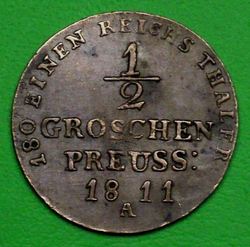 180 EINEN REICHS THALER
1/2
GROSCHEN
PREUSS:
1811
A